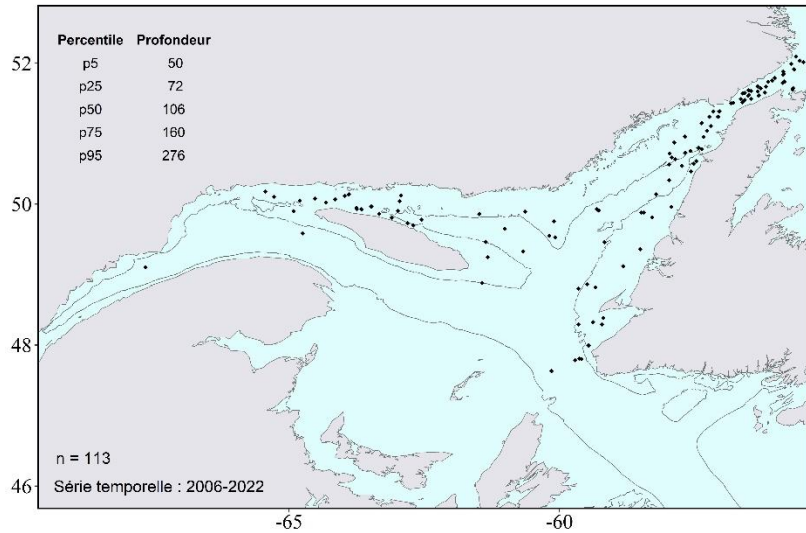 Percentile Profondeur
p5 50
p25 72
p50 106
p75 160
p95 276
52
50
48
46
n = 113
Série temporelle : 2006-2022
-65 -60